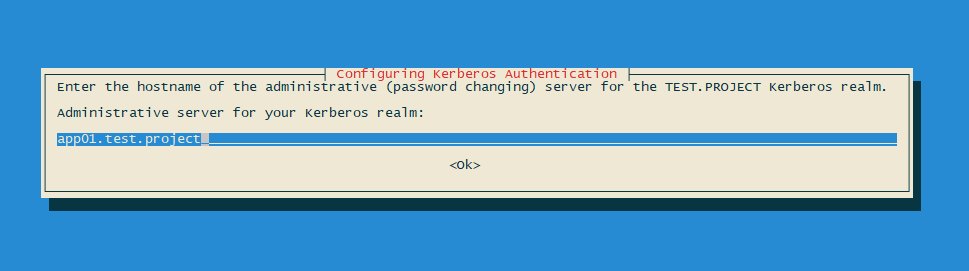 Configuring Kerberos Authentication
Enter the hostname of the administrative (password changing) server for the TEST.PROJECT Kerberos realm.
Administrative server for your Kerberos realm:
app01.test.project
<Ok>